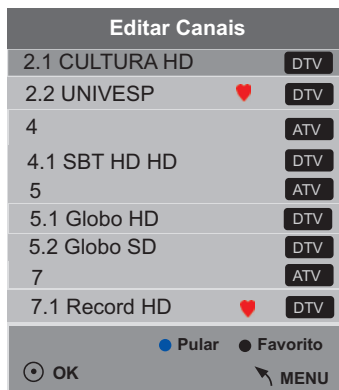 Editar Canais
2.1 CULTURA HD DTV
2.2 UNIVESP DTV
4 ATV
4.1 SBT HD HD DTV
5 ATV
5.1 Globo HD DTV
5.2 Globo SD DTV
7 ATV
7.1 Record HD DTV
Pular Favorito
OK MENU